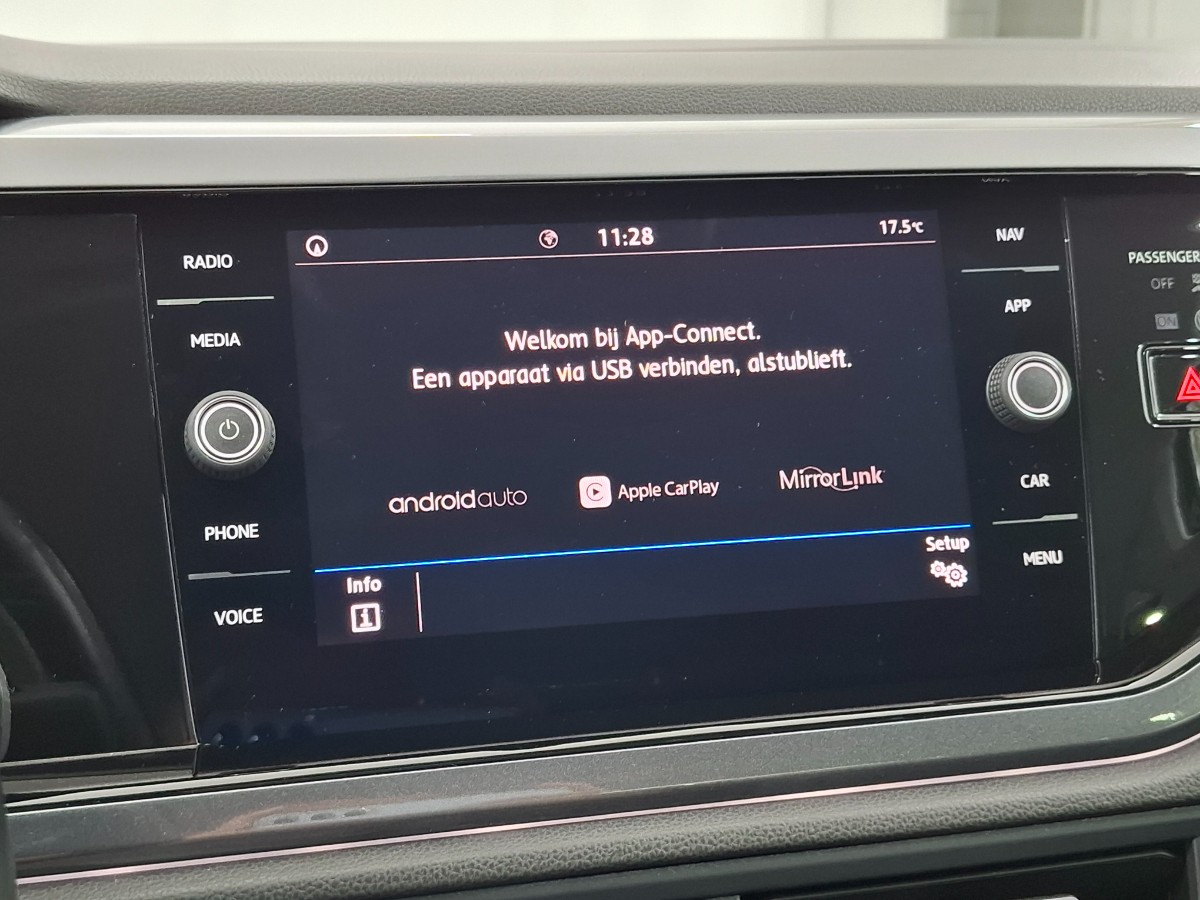 11:28
17.5°C
NAV
RADIO
PASSENGER
OFF
APP
ON
MEDIA
Welkom bij App-Connect.
Een apparaat via USB verbinden, alstublieft.
androidauto
Apple CarPlay
MirrorLink
CAR
PHONE
Setup
MENU
Info
VOICE